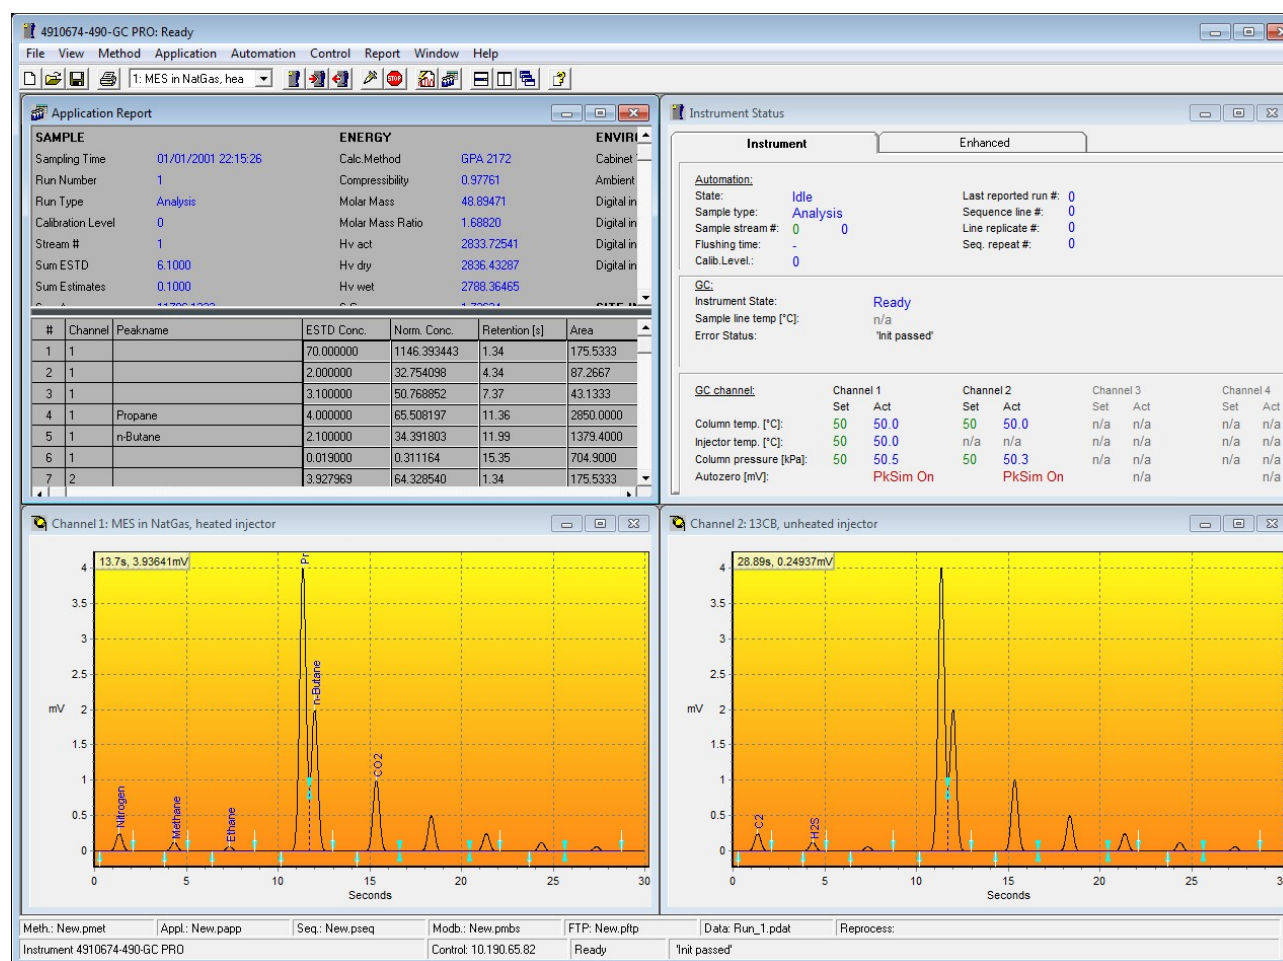 4910674-490-GC PRO: Ready
File View Method Application Automation Control Report Window Help
1: MES in NatGas, hea
STOP
Application Report
SAMPLE ENERGY
Sampling Time 01/01/2001 22:15:26 Calc.Method GPA 2172 Cabinet
Run Number 1 Compressibility 0.97761 Ambient
Run Type Analysis Molar Mass 48.89471 Digital in
Calibration Level 0 Molar Mass Ratio 1.68820 Digital in
Stream # 1 Hv act 2833.72541 Digital in
Sum ESTD 6.1000 Hv dry 2836.43287 Digital in
Sum Estimates 0.1000 Hv wet 2788.36465
# Channel Peakname ESTD Conc. Norm. Conc. Retention [s] Area
1 1 70.000000 1146.393443 1.34 175.5333
2 1 2.000000 32.754098 4.34 87.2667
3 1 3.100000 50.768852 7.37 43.1333
4 1 Propane 4.000000 65.508197 11.36 2850.0000
5 1 n-Butane 2.100000 34.391803 11.99 1379.4000
6 1 0.019000 0.311164 15.35 704.9000
7 2 3.927969 64.328540 1.34 175.5333
Instrument Status
Instrument Enhanced
Automation:
State: Idle Last reported run #: 0
Sample type: Analysis Sequence line #: 0
Sample stream #: 0 0 Line replicate #: 0
Flushing time: - Seq. repeat #: 0
Calib.Level.: 0
GC:
Instrument State: Ready
Sample line temp [°C]: n/a
Error Status: 'Init passed'
GC channel: Channel 1 Channel 2 Channel 3 Channel 4
Set Act Set Act Set Act Set Act
Column temp. [°C]: 50 50.0 50 50.0 n/a n/a n/a n/a
Injector temp. [°C]: 50 50.0 n/a n/a n/a n/a n/a n/a
Column pressure [kPa]: 50 50.5 50 50.3 n/a n/a n/a n/a
Autozero [mV]: PkSim On PkSim On n/a n/a
Channel 1: MES in NatGas, heated injector
13.7s, 3.93641mV
Pr
n-Butane
CO2
Nitrogen
Methane
Ethane
4
3.5
3
2.5
mV 2
1.5
1
0.5
0
0 5 10 15 20 25 30
Seconds
Channel 2: 13CB, unheated injector
28.89s, 0.24937mV
C2
H2S
4
3.5
3
2.5
mV 2
1.5
1
0.5
0
0 5 10 15 20 25 3
Seconds
Meth.: New.pmet Appl.: New.papp Seq.: New.pseq Modb.: New.pmbs FTP: New.pftp Data: Run_1.pdat Reprocess:
Instrument 4910674-490-GC PRO Control: 10.190.65.82 Ready 'Init passed'